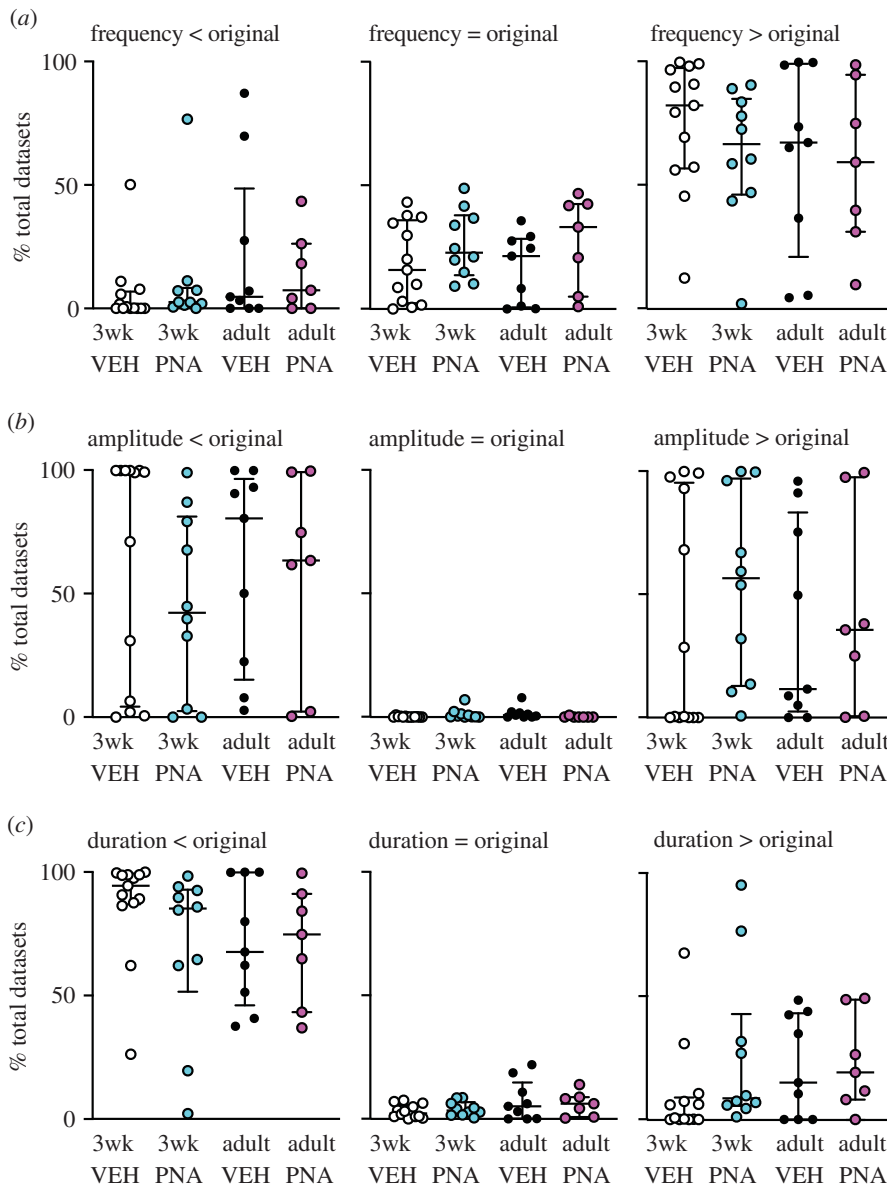 (a)
frequency < original frequency = original frequency > original
100
50
0
% total datasets
3wk 3wk adult adult 3wk 3wk adult adult 3wk 3wk adult adult
VEH PNA VEH PNA VEH PNA VEH PNA VEH PNA VEH PNA
(b)
amplitude < original amplitude = original amplitude > original
100
50
0
% total datasets
3wk 3wk adult adult 3wk 3wk adult adult 3wk 3wk adult adult
VEH PNA VEH PNA VEH PNA VEH PNA VEH PNA VEH PNA
(c)
duration < original duration = original duration > original
100
50
0
% total datasets
3wk 3wk adult adult 3wk 3wk adult adult 3wk 3wk adult adult
VEH PNA VEH PNA VEH PNA VEH PNA VEH PNA VEH PNA